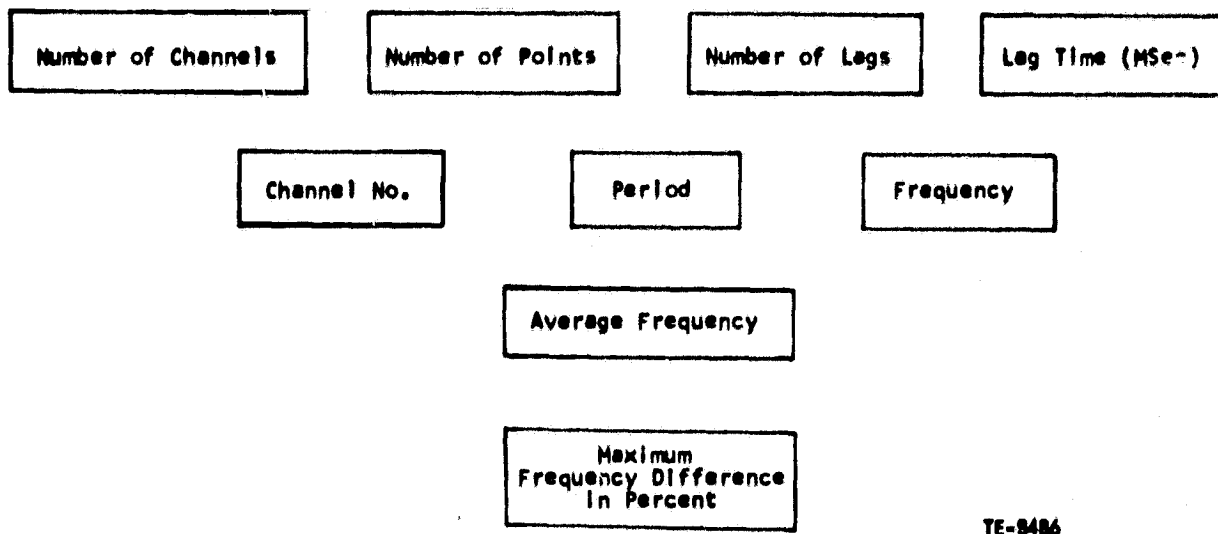 Number of Channels
Number of Points
Number of Lags
Lag Time (MSec)
Channel No.
Period
Frequency
Average Frequency
Maximum
Frequency Difference
in Percent
TE-8486